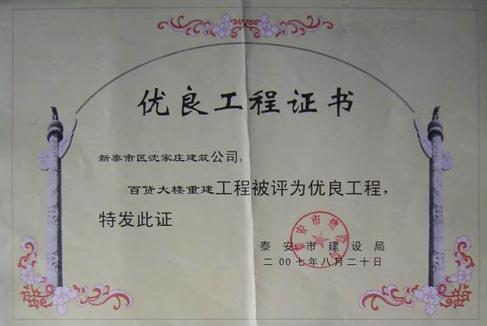 优良工程证书
新泰市区沈家庄建筑公司:
百货大楼重建工程被评为优良工程,
特发此证
泰安市建设局
二00七年八月二十日